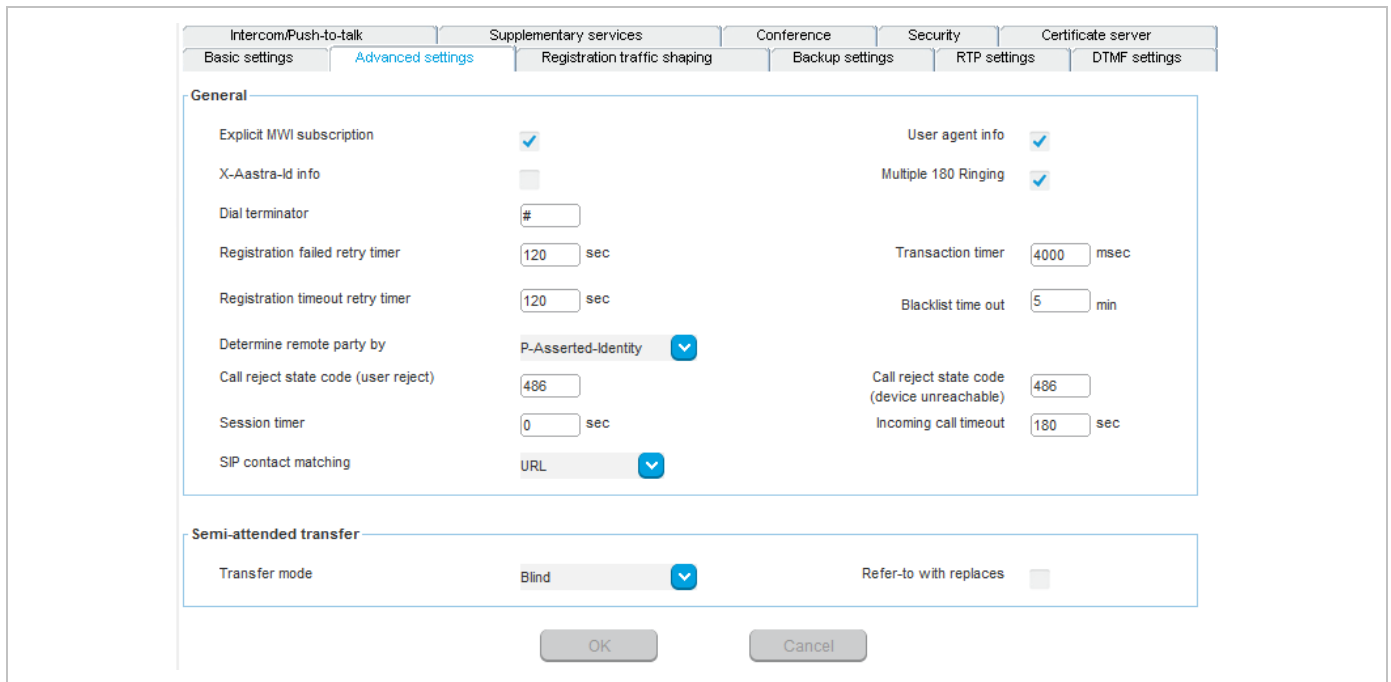 Intercom/Push-to-talk Supplementary services Conference Security Certificate server
Basic settings Advanced settings Registration traffic shaping Backup settings RTP settings DTMF settings
General
Explicit MWI subscription User agent info
X-Aastra-Id info Multiple 180 Ringing
Dial terminator #
Registration failed retry timer 120 sec Transaction timer 4000 msec
Registration timeout retry timer 120 sec Blacklist time out 5 min
Determine remote party by P-Asserted-Identity
Call reject state code (user reject) 486 Call reject state code
(device unreachable) 486
Session timer 0 sec Incoming call timeout 180 sec
SIP contact matching URL
Semi-attended transfer
Transfer mode Blind Refer-to with replaces
OK Cancel